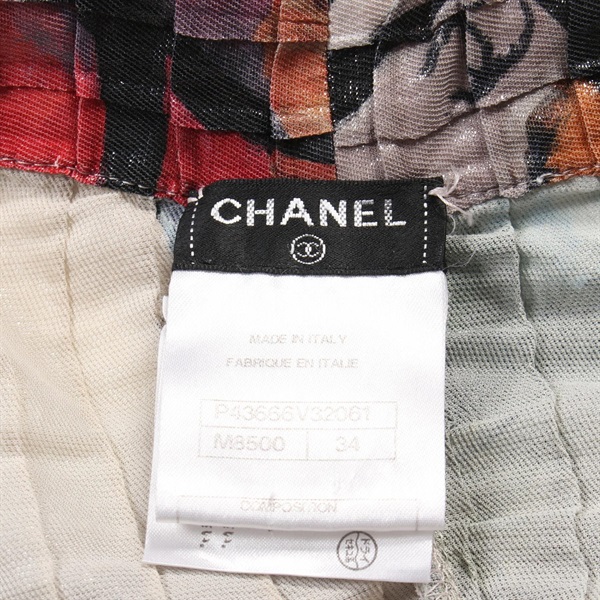 CHANEL
MADE IN ITALY
FABRIQUE EN ITALIE
P43666V32061
M8500 34
COMPOSITION